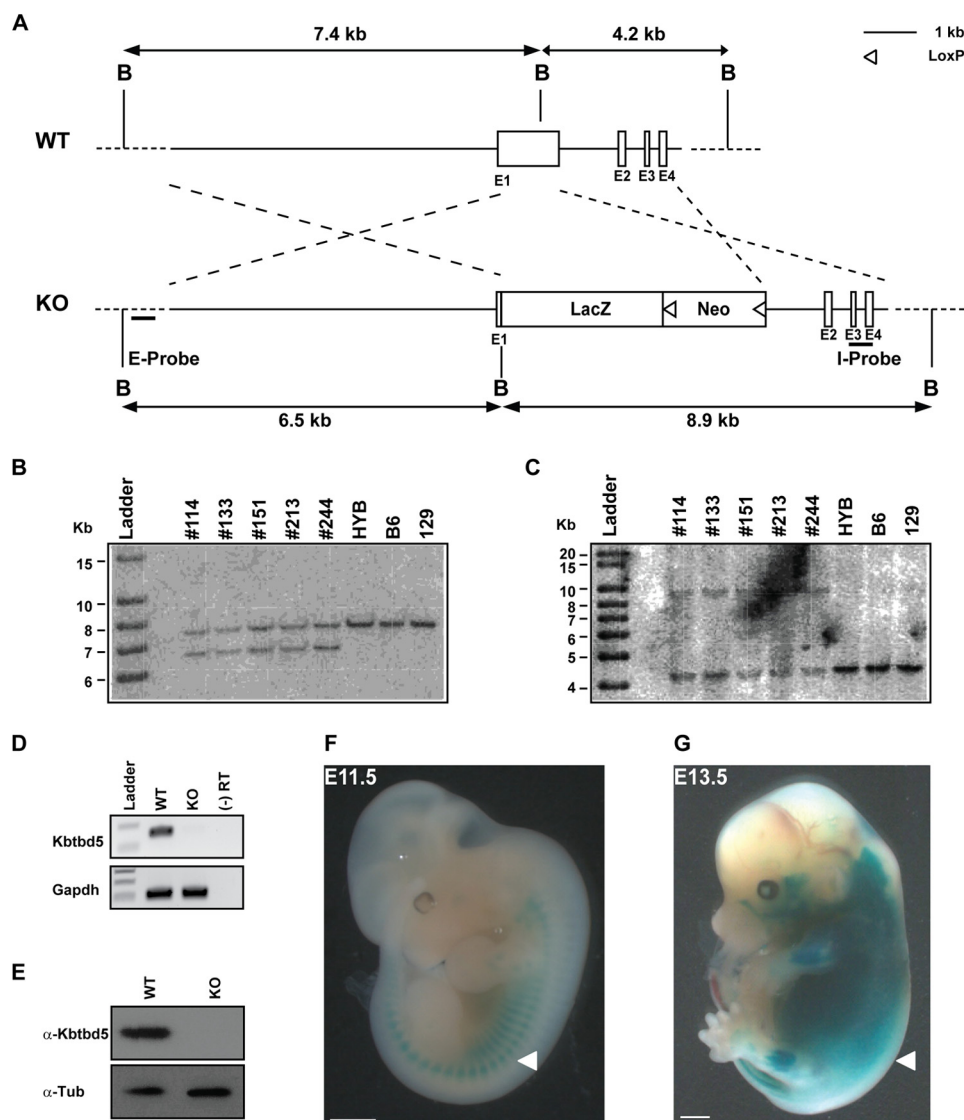 A
7.4 kb
4.2 kb
1 kb
LoxP
B
B
B
WT
E1
E2
E3
E4
KO
LacZ
Neo
E-Probe
E1
E2
E3
E4
I-Probe
B
B
B
6.5 kb
8.9 kb
B
Kb
Ladder
#114
#133
#151
#213
#244
HYB
B6
129
15
10
8
7
6
C
Kb
Ladder
#114
#133
#151
#213
#244
HYB
B6
129
20
15
10
8
7
6
5
4
D
Ladder
WT
KO
(-) RT
Kbtbd5
Gapdh
E
WT
KO
α-Kbtbd5
α-Tub
F
E11.5
G
E13.5